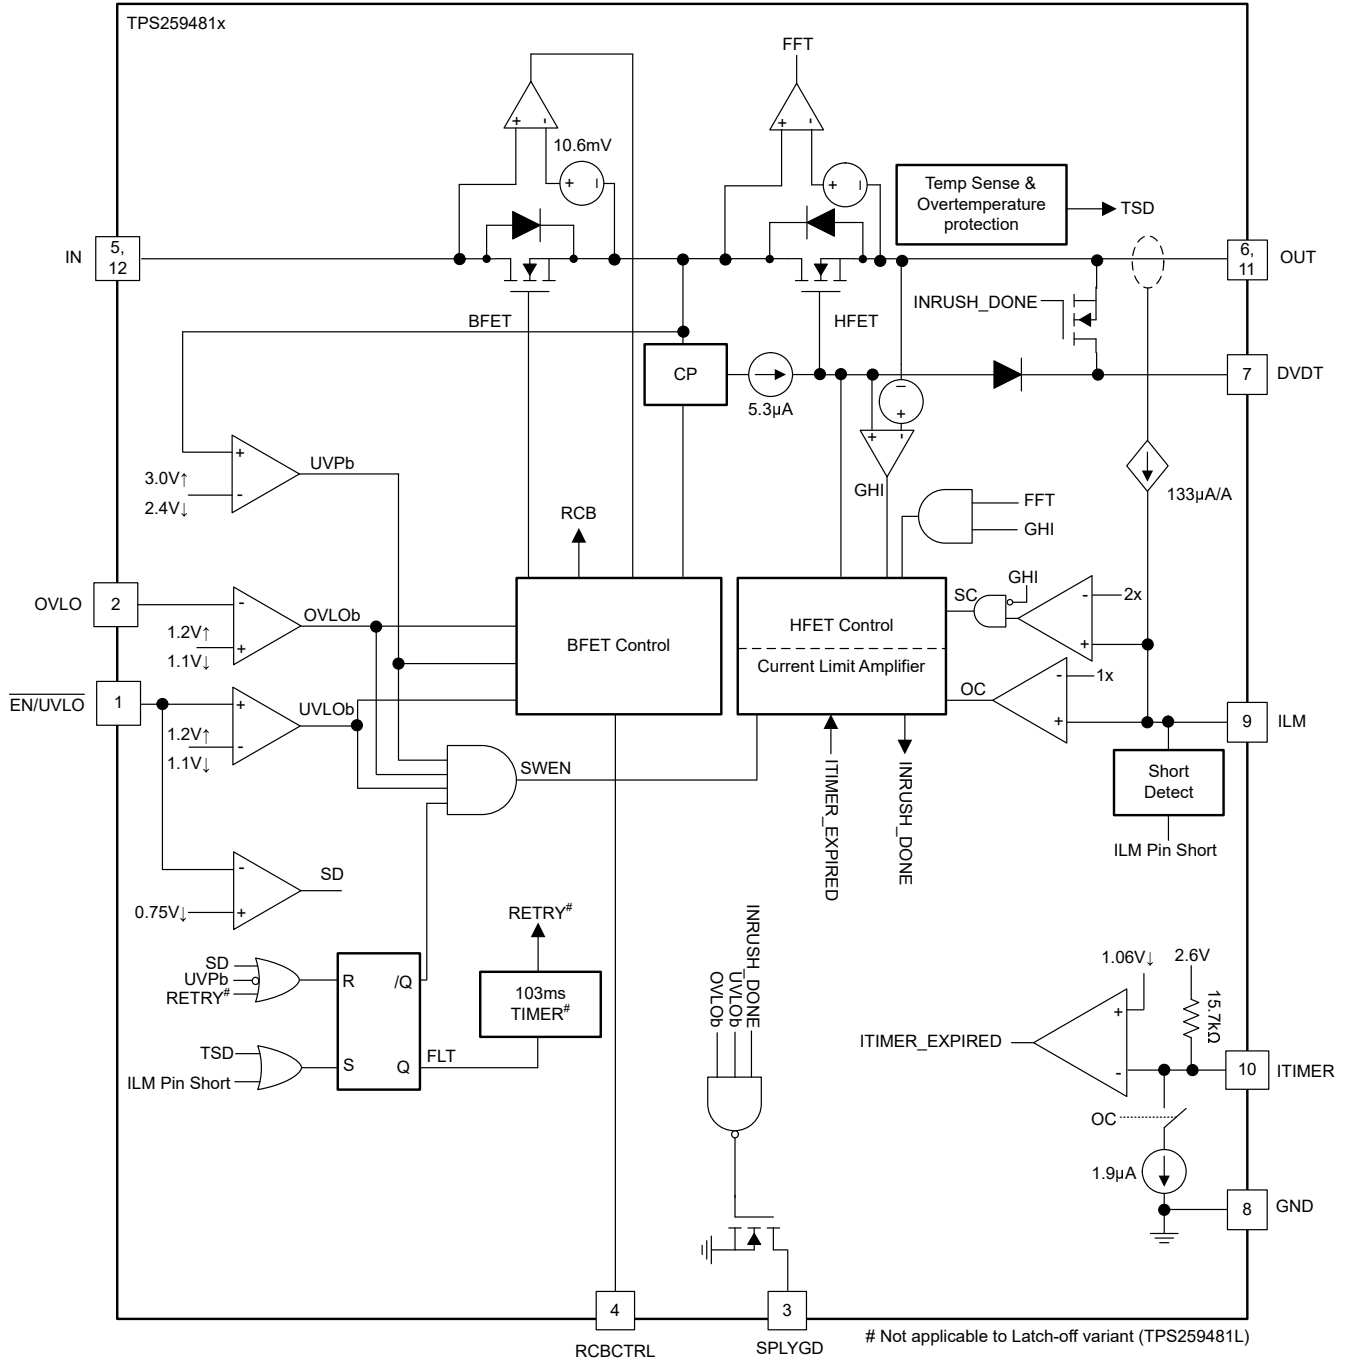 TPS259481x
FFT
10.6mV
Temp Sense &
Overtemperature
protection
TSD
IN
5,
12
6,
11
OUT
INRUSH_DONE
BFET
HFET
CP
5.3µA
7
DVDT
+
-
+
-
+
-
+
-
-
+
+
-
UVPb
3.0V↑
2.4V↓
+
-
GHI
133µA/A
FFT
GHI
RCB
OVLO
2
-
+
1.2V↑
1.1V↓
OVLOb
BFET Control
HFET Control
Current Limit Amplifier
SC
GHI
-
+
2x
OC
-
+
1x
EN/UVLO
1
+
-
1.2V↑
1.1V↓
UVLOb
9
ILM
SWEN
ITIMER_EXPIRED
INRUSH_DONE
Short
Detect
ILM Pin Short
-
+
0.75V↓
SD
RETRY#
INRUSH_DONE
UVLOb
OVLOb
SD
UVPb
RETRY#
R
/Q
103ms
TIMER#
TSD
ILM Pin Short
S
Q
FLT
1.06V↓
2.6V
15.7kΩ
ITIMER_EXPIRED
+
-
10
ITIMER
OC
1.9µA
8
GND
4
RCBCTRL
3
SPLYGD
# Not applicable to Latch-off variant (TPS259481L)